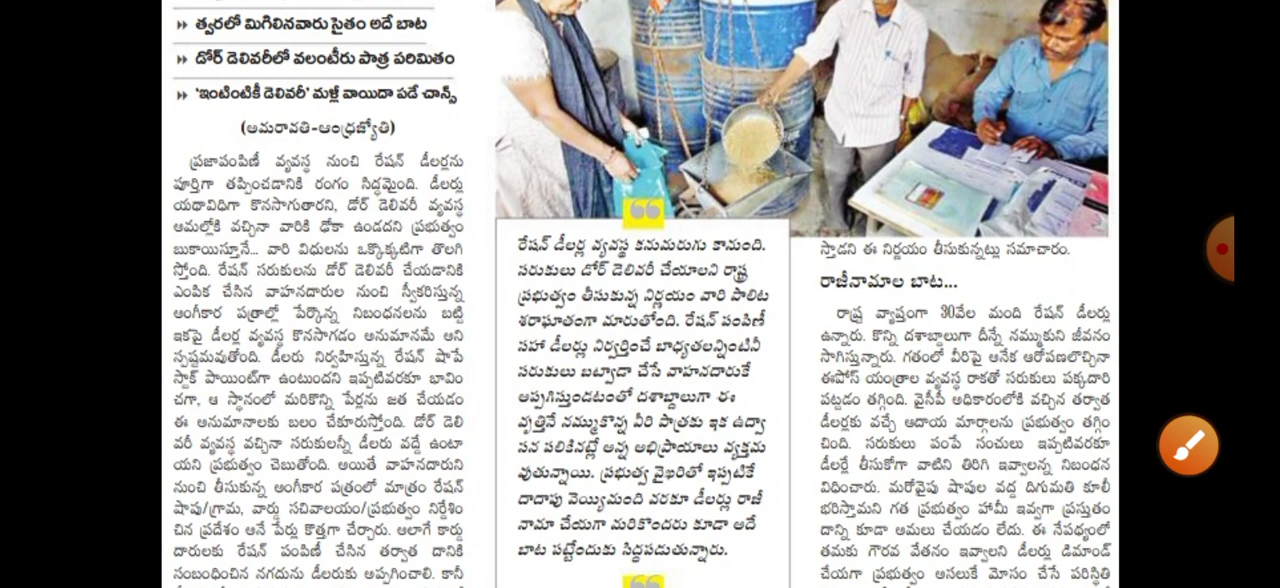 త్వరలో మిగిలినవారు సైతం అదే బాట
డోర్ డెలివరీలో వలంటీరు పాత్ర పరిమితం
'ఇంటింటికీ డెలివరీ' మళ్లీ వాయిదా పడే చాన్స్
(అమరావతి-ఆంధ్రజ్యోతి)
ప్రజాపంపిణీ వ్యవస్థ నుంచి రేషన్ డీలర్లను
పూర్తిగా తప్పించడానికి రంగం సిద్ధమైంది. డీలర్లు
యథావిధిగా కొనసాగుతారని, డోర్ డెలివరీ వ్యవస్థ
అమల్లోకి వచ్చినా వారికి ఢోకా ఉండదని ప్రభుత్వం
బుకాయిస్తూనే... వారి విధులను ఒక్కొక్కటిగా తొలగి
స్తోంది. రేషన్ సరుకులను డోర్ డెలివరీ చేయడానికి
ఎంపిక చేసిన వాహనదారుల నుంచి స్వీకరిస్తున్న
అంగీకార పత్రాల్లో పేర్కొన్న నిబంధనలను బట్టి
ఇకపై డీలర్ల వ్యవస్థ కొనసాగడం అనుమానమే అని
స్పష్టమవుతోంది. డీలరు నిర్వహిస్తున్న రేషన్ షాపే
స్టాక్ పాయింట్‌గా ఉంటుందని ఇప్పటివరకూ భావిం
చగా, ఆ స్థానంలో మరికొన్ని పేర్లను జత చేయడం
ఈ అనుమానాలకు బలం చేకూరుస్తోంది. డోర్ డెలి
వరీ వ్యవస్థ వచ్చినా సరుకులన్నీ డీలరు వద్దే ఉంటా
యని ప్రభుత్వం చెబుతోంది. అయితే వాహనదారుని
నుంచి తీసుకున్న అంగీకార పత్రంలో మాత్రం రేషన్
షాపు/గ్రామ, వార్డు సచివాలయం/ప్రభుత్వం నిర్దేశిం
చిన ప్రదేశం అనే పేర్లు కొత్తగా చేర్చారు. అలాగే కార్డు
దారులకు రేషన్ పంపిణీ చేసిన తర్వాత దానికి
సంబంధించిన నగదును డీలరుకు అప్పగించాలి. కానీ
రేషన్ డీలర్ల వ్యవస్థ కనుమరుగు కానుంది.
సరుకులు డోర్ డెలివరీ చేయాలని రాష్ట్ర
ప్రభుత్వం తీసుకున్న నిర్ణయం వారి పాలిట
శరాఘాతంగా మారుతోంది. రేషన్ పంపిణీ
సహా డీలర్లు నిర్వర్తించే బాధ్యతలన్నింటినీ
సరుకులు బట్వాడా చేసే వాహనదారుకే
అప్పగిస్తుండటంతో దశాబ్దాలుగా ఈ
వృత్తినే నమ్ముకొన్న వీరి పాత్రకు ఇక ఉద్వా
సన పలికినట్లే అన్న అభిప్రాయాలు వ్యక్తమ
వుతున్నాయి. ప్రభుత్వ వైఖరితో ఇప్పటికే
దాదాపు వెయ్యిమంది వరకూ డీలర్లు రాజీ
నామా చేయగా మరికొందరు కూడా అదే
బాట పట్టేందుకు సిద్ధపడుతున్నారు.
స్తాడని ఈ నిర్ణయం తీసుకున్నట్లు సమాచారం.
రాజీనామాల బాట...
రాష్ట్ర వ్యాప్తంగా 30వేల మంది రేషన్ డీలర్లు
ఉన్నారు. కొన్ని దశాబ్దాలుగా దీన్నే నమ్ముకుని జీవనం
సాగిస్తున్నారు. గతంలో వీరిపై అనేక ఆరోపణలొచ్చినా
ఈపోస్ యంత్రాల వ్యవస్థ రాకతో సరుకులు పక్కదారి
పట్టడం తగ్గింది. వైసీపీ అధికారంలోకి వచ్చిన తర్వాత
డీలర్లకు వచ్చే ఆదాయ మార్గాలను ప్రభుత్వం తగ్గిం
చింది. సరుకులు పంపే సంచులు ఇప్పటివరకూ
డీలర్లే తీసుకోగా వాటిని తిరిగి ఇవ్వాలన్న నిబంధన
విధించారు. మరోవైపు షాపుల వద్ద దిగుమతి కూలీ
భరిస్తామని గత ప్రభుత్వం హామీ ఇవ్వగా ప్రస్తుతం
దాన్ని కూడా అమలు చేయడం లేదు. ఈ నేపథ్యంలో
తమకు గౌరవ వేతనం ఇవ్వాలని డీలర్లు డిమాండ్
చేయగా ప్రభుత్వం అసలుకే మోసం చేసే పరిస్థితి